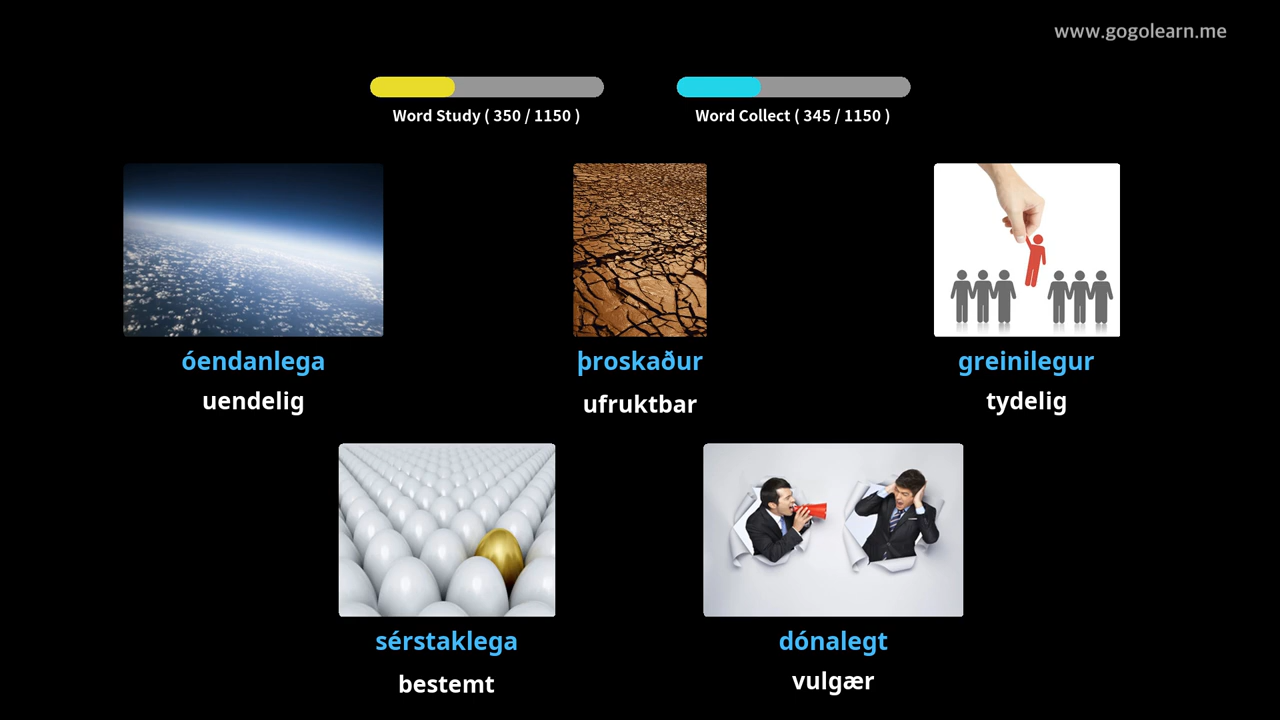 www.gogolearn.me
Word Study ( 350 / 1150 )
Word Collect ( 345 / 1150 )
óendanlega
þroskaður
greinilegur
uendelig
ufruktbar
tydelig
sérstaklega
dónalegt
bestemt
vulgær